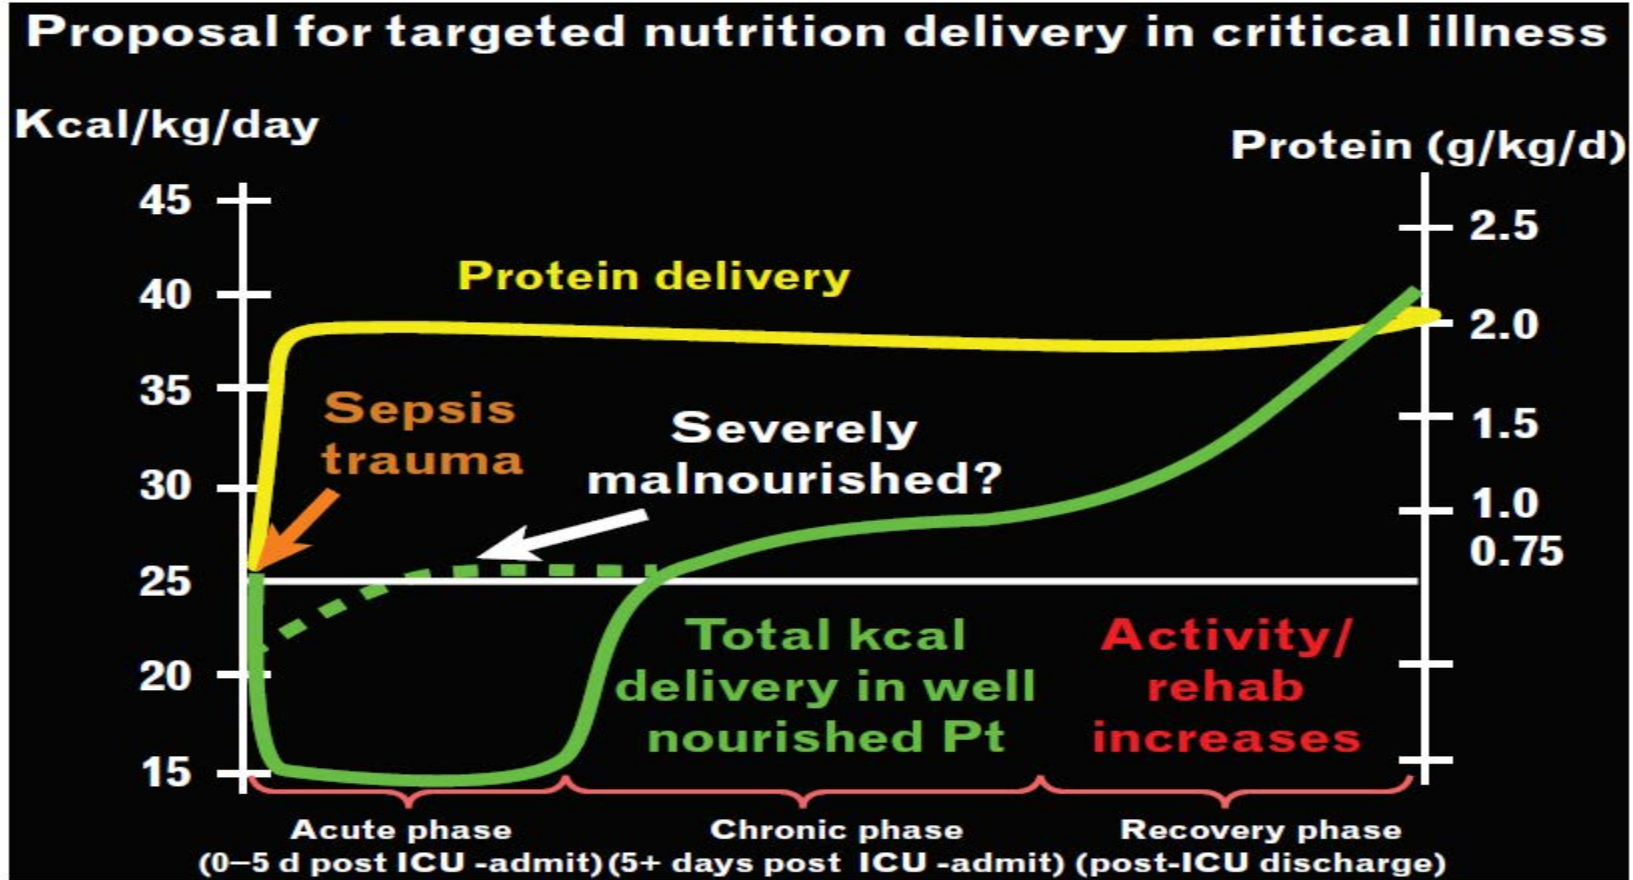 Proposal for targeted nutrition delivery in critical illness
Kcal/kg/day
Protein (g/kg/d)
45
40
35
30
25
20
15
2.5
2.0
1.5
1.0
0.75
Protein delivery
Sepsis
trauma
Severely
malnourished?
Total kcal
delivery in well
nourished Pt
Activity/
rehab
increases
Acute phase
(0–5 d post ICU -admit)
Chronic phase
(5+ days post ICU -admit)
Recovery phase
(post-ICU discharge)